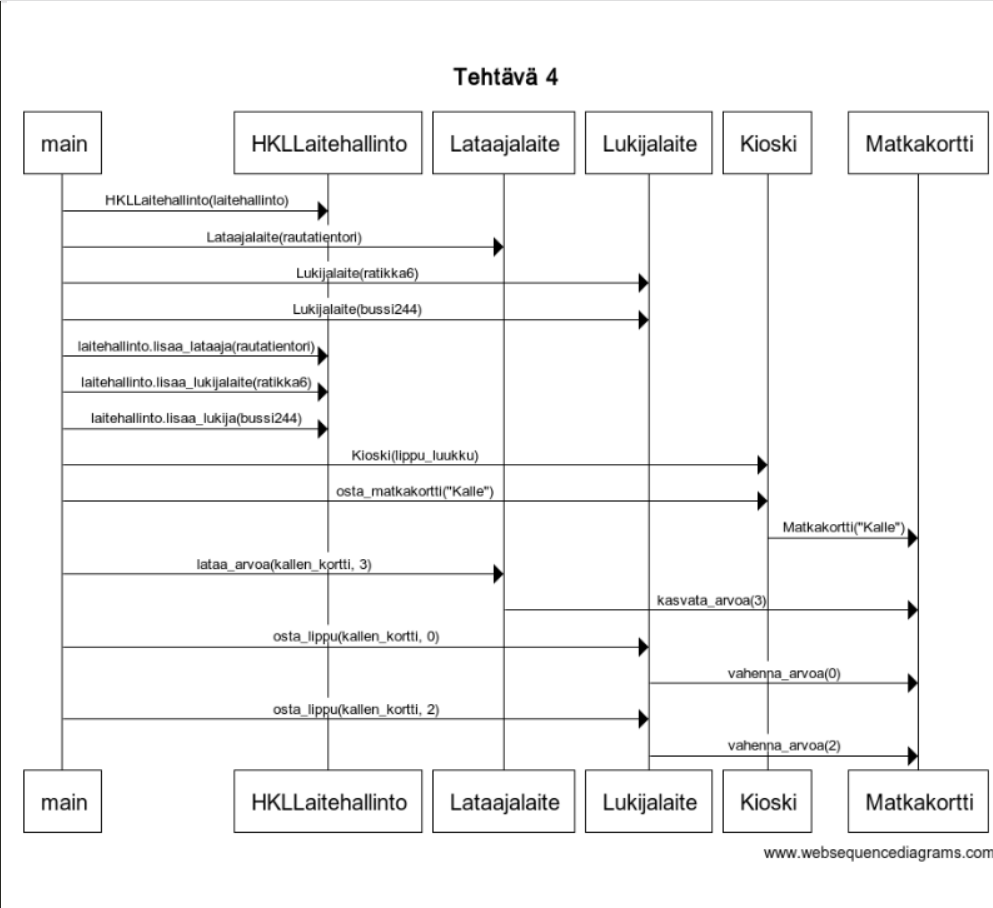 Tehtävä 4
main HKLLaitehallinto Lataajalaite Lukijalaite Kioski Matkakortti
HKLLaitehallinto(laitehallinto)
Lataajalaite(rautatientori)
Lukijalaite(ratikka6)
Lukijalaite(bussi244)
laitehallinto.lisaa_lataaja(rautatientori)
laitehallinto.lisaa_lukijalaite(ratikka6)
laitehallinto.lisaa_lukija(bussi244)
Kioski(lippu_luukku)
osta_matkakortti("Kalle")
Matkakortti("Kalle")
lataa_arvoa(kallen_kortti, 3)
kasvata_arvoa(3)
osta_lippu(kallen_kortti, 0)
vahenna_arvoa(0)
osta_lippu(kallen_kortti, 2)
vahenna_arvoa(2)
main HKLLaitehallinto Lataajalaite Lukijalaite Kioski Matkakortti
www.websequencediagrams.com